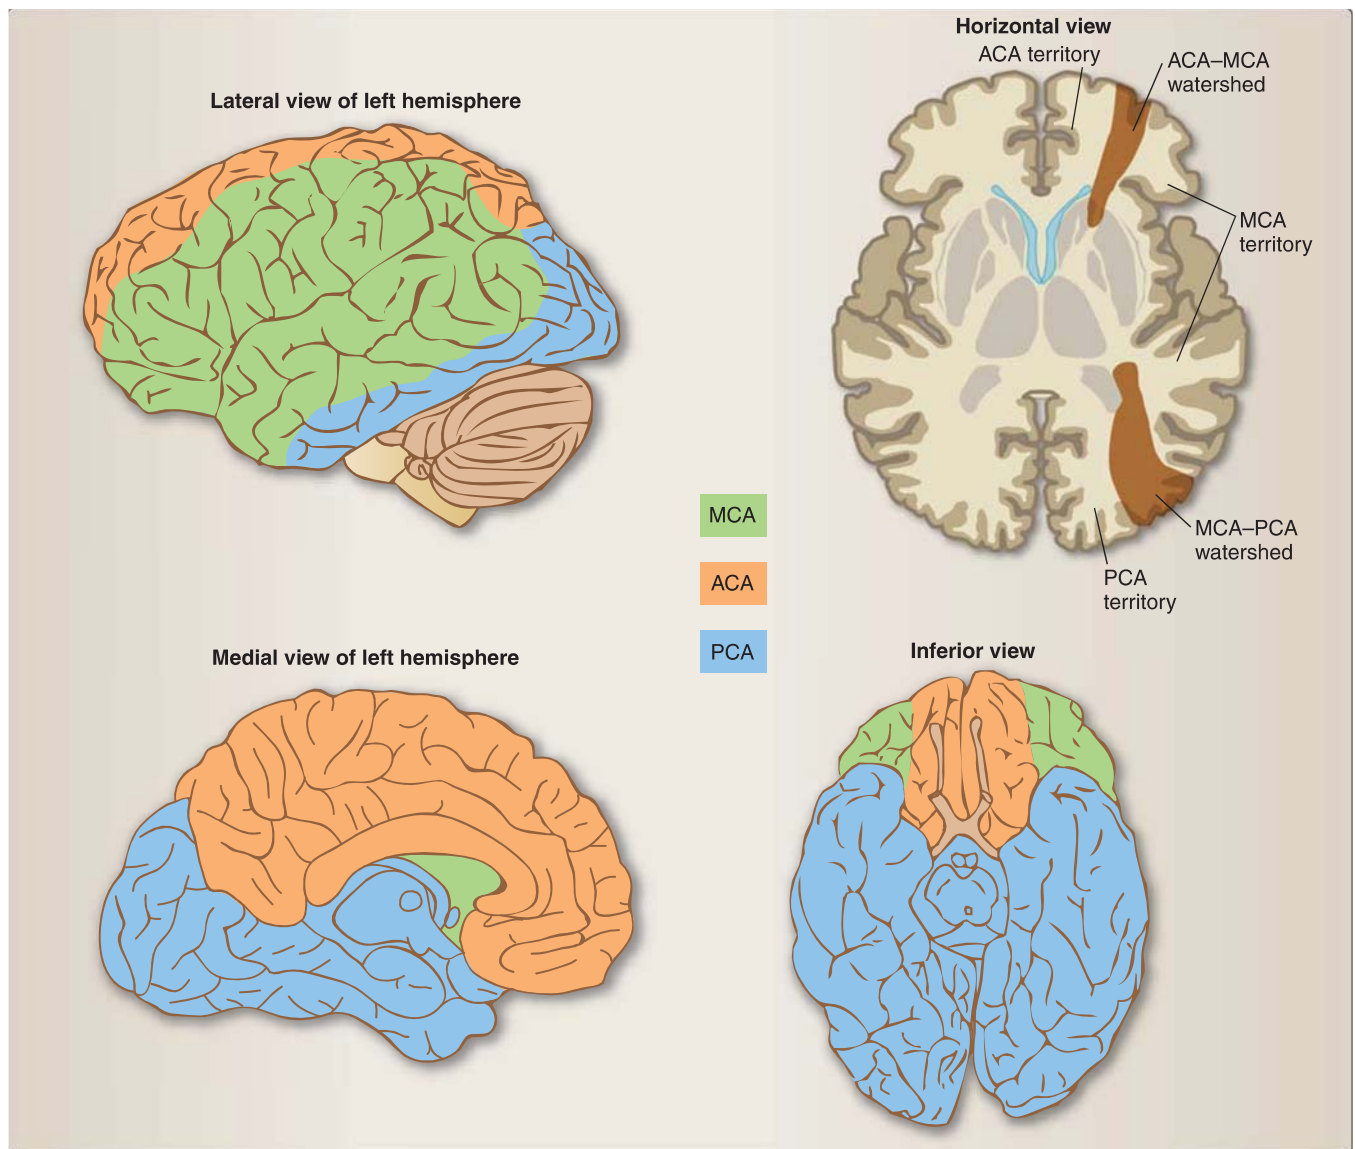 Horizontal view
ACA territory
ACA–MCA
watershed
Lateral view of left hemisphere
MCA
territory
MCA
ACA
PCA
MCA–PCA
watershed
PCA
territory
Medial view of left hemisphere
Inferior view